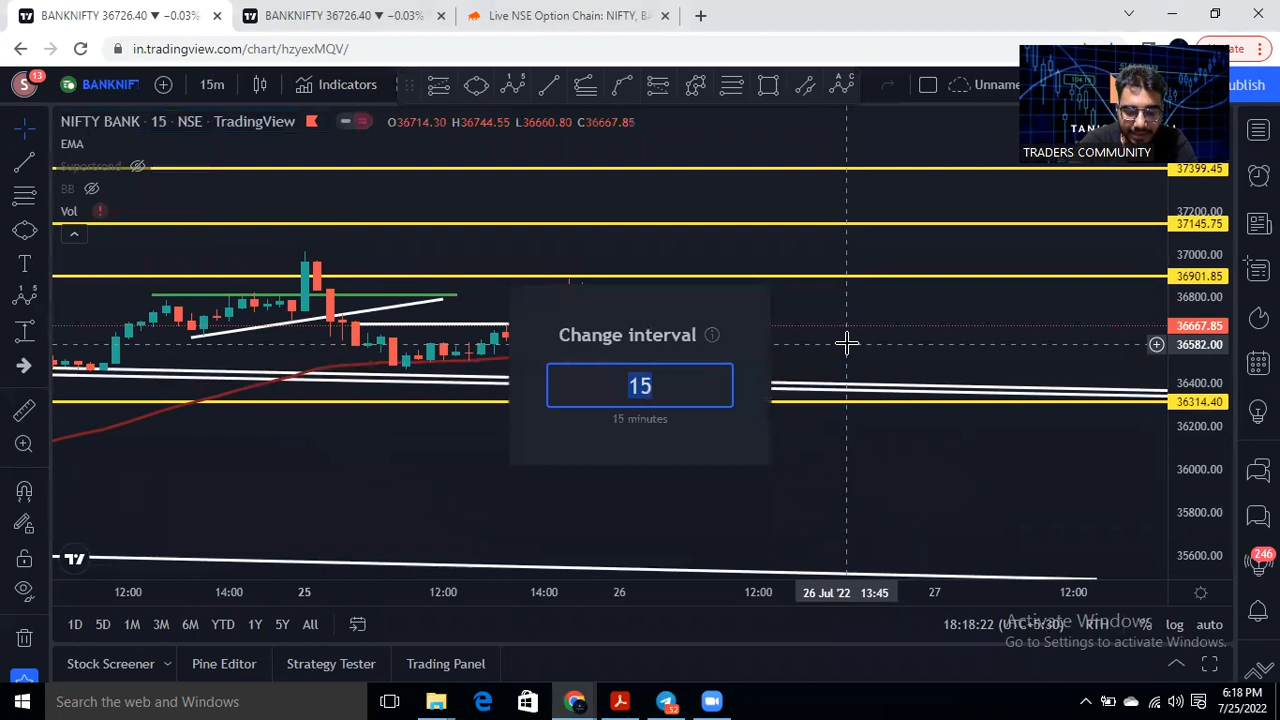 BANKNIFTY 36726.40 ▼ −0.03%
BANKNIFTY 36726.40 ▼ −0.03%
Live NSE Option Chain: NIFTY, BA
in.tradingview.com/chart/hzyexMQV/
S 13
BANKNIF
15m
Indicators
Unname
Publish
NIFTY BANK · 15 · NSE · TradingView
O36714.30 H36744.55 L36660.80 C36667.85
EMA
Supertrend
BB
Vol
TRADERS COMMUNITY
37399.45
37200.00
37145.75
37000.00
36901.85
36800.00
36667.85
36582.00
36400.00
36314.40
36200.00
36000.00
35800.00
35600.00
Change interval
15
15 minutes
12:00
14:00
25
12:00
14:00
26
12:00
26 Jul '22 13:45
27
12:00
1D
5D
1M
3M
6M
YTD
1Y
5Y
All
18:18:22 (UTC+5:30)
RTH
%
log
auto
246
Activate Windows
Go to Settings to activate Windows.
Stock Screener
Pine Editor
Strategy Tester
Trading Panel
Search the web and Windows
52
6:18 PM
7/25/2022